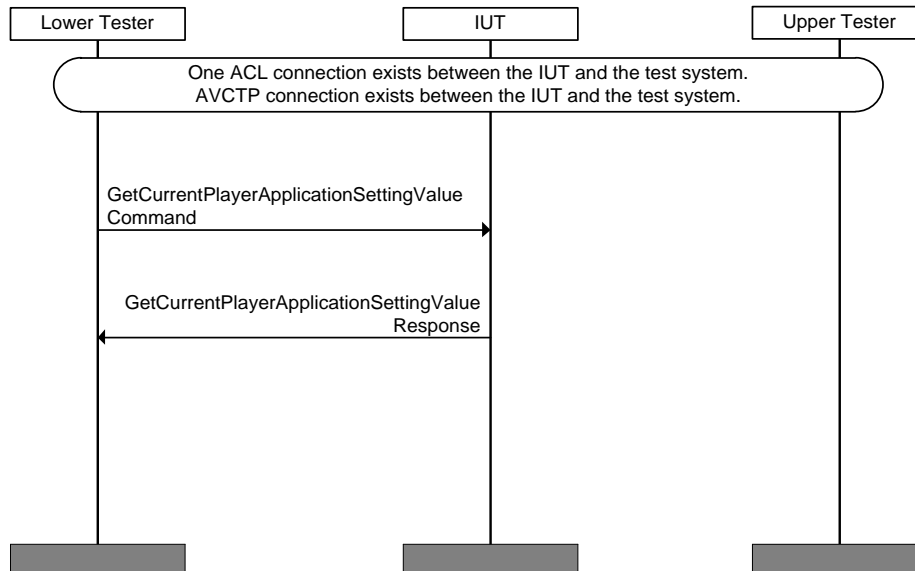 Lower Tester
IUT
Upper Tester
One ACL connection exists between the IUT and the test system.
AVCTP connection exists between the IUT and the test system.
GetCurrentPlayerApplicationSettingValue
Command
GetCurrentPlayerApplicationSettingValue
Response